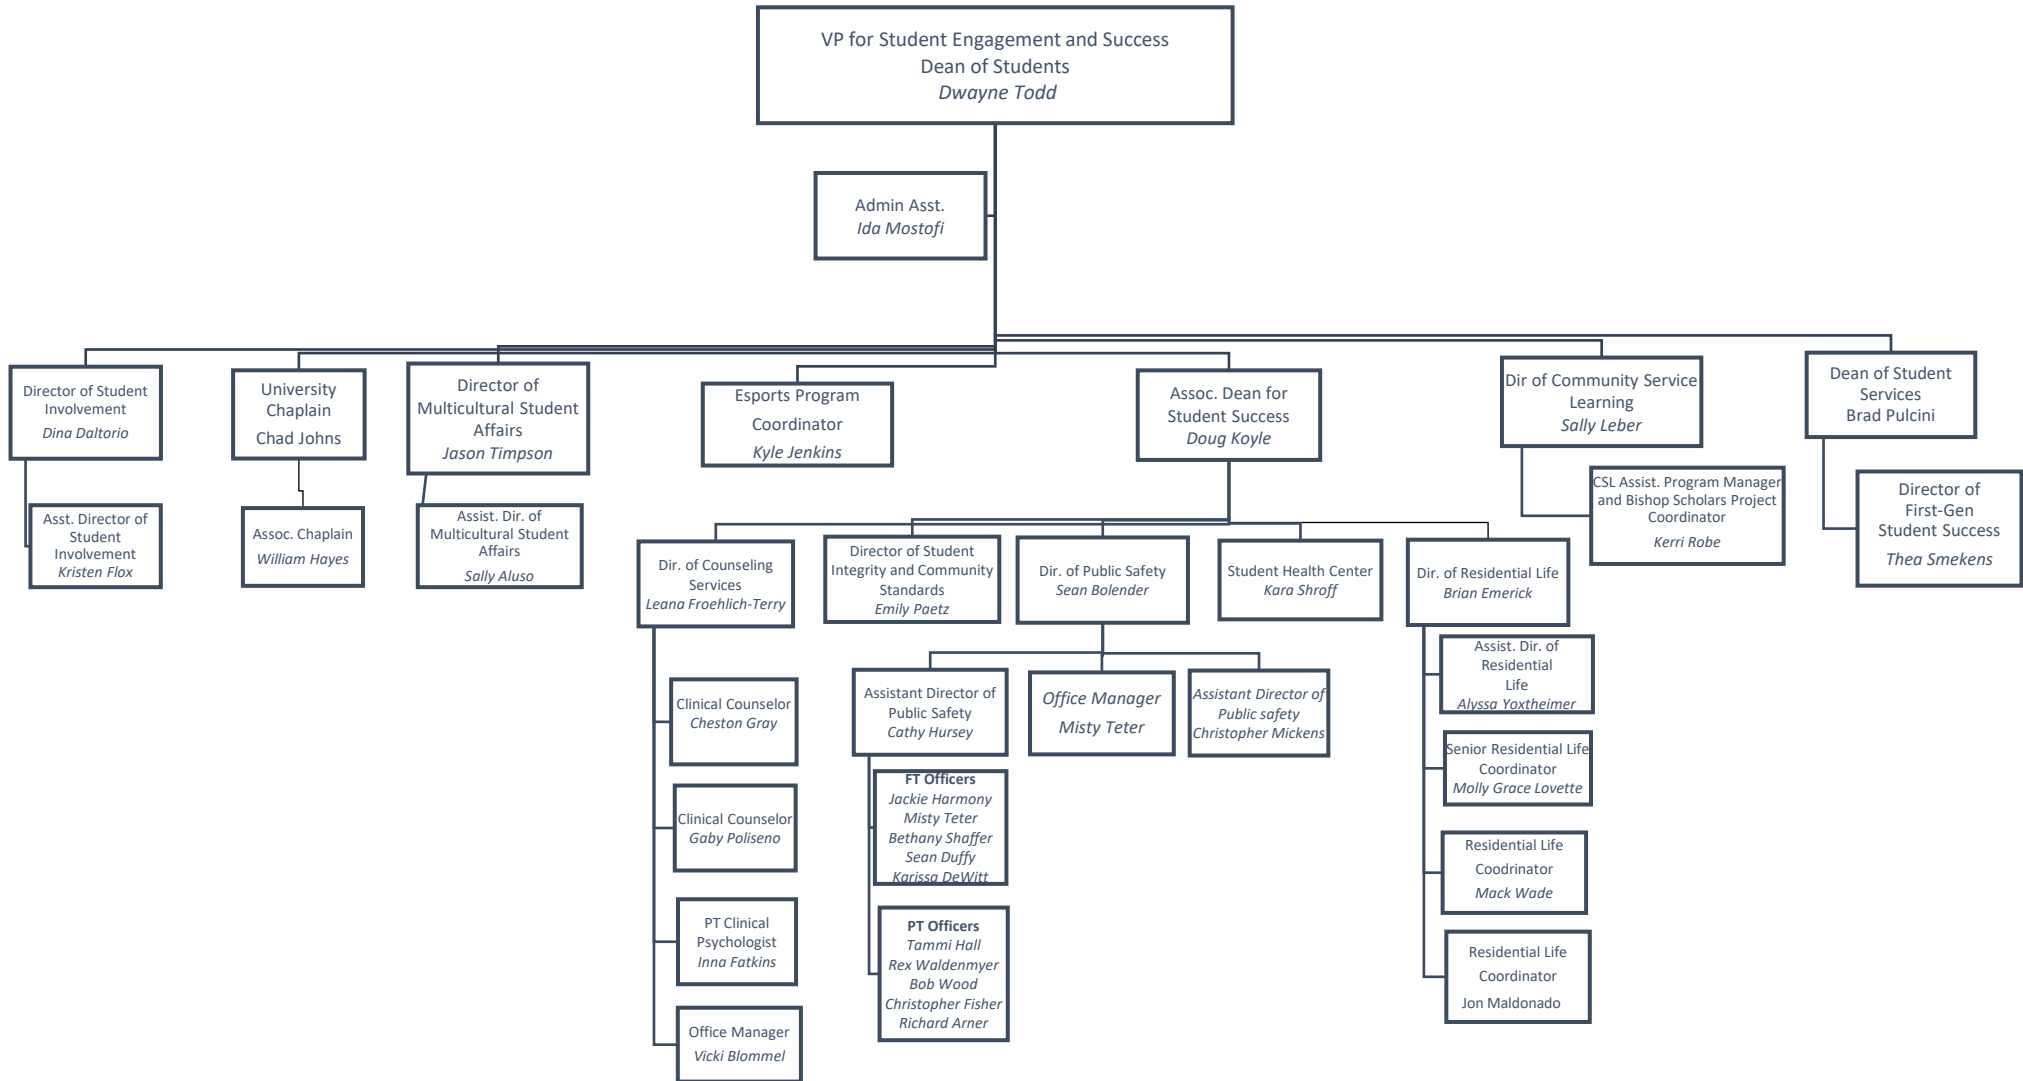 VP for Student Engagement and Success
Dean of Students
Dwayne Todd
Admin Asst.
Ida Mostofi
Director of Student
Involvement
Dina Daltorio
University
Chaplain
Chad Johns
Director of
Multicultural Student
Affairs
Jason Timpson
Esports Program
Coordinator
Kyle Jenkins
Assoc. Dean for
Student Success
Doug Koyle
Dir of Community Service
Learning
Sally Leber
Dean of Student
Services
Brad Pulcini
Asst. Director of
Student
Involvement
Kristen Flox
Assoc. Chaplain
William Hayes
Assist. Dir. of
Multicultural Student
Affairs
Sally Aluso
CSL Assist. Program Manager
and Bishop Scholars Project
Coordinator
Kerri Robe
Director of
First-Gen
Student Success
Thea Smekens
Dir. of Counseling
Services
Leana Froehlich-Terry
Director of Student
Integrity and Community
Standards
Emily Paetz
Dir. of Public Safety
Sean Bolender
Student Health Center
Kara Shroff
Dir. of Residential Life
Brian Emerick
Clinical Counselor
Cheston Gray
Clinical Counselor
Gaby Poliseno
PT Clinical
Psychologist
Inna Fatkins
Office Manager
Vicki Blommel
Assistant Director of
Public Safety
Cathy Hursey
Office Manager
Misty Teter
Assistant Director of
Public safety
Christopher Mickens
FT Officers
Jackie Harmony
Misty Teter
Bethany Shaffer
Sean Duffy
Karissa DeWitt
PT Officers
Tammi Hall
Rex Waldenmyer
Bob Wood
Christopher Fisher
Richard Arner
Assist. Dir. of
Residential
Life
Alyssa Yoxtheimer
Senior Residential Life
Coordinator
Molly Grace Lovette
Residential Life
Coodrinator
Mack Wade
Residential Life
Coordinator
Jon Maldonado